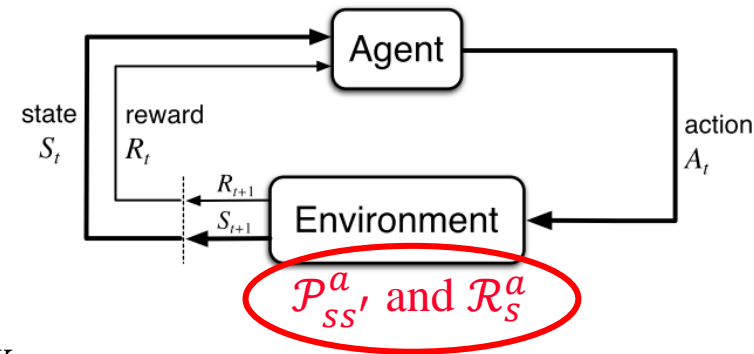 Agent
state
S_t
reward
R_t
action
A_t
R_{t+1}
S_{t+1}
Environment
𝒫^a_{ss′} and ℛ^a_s